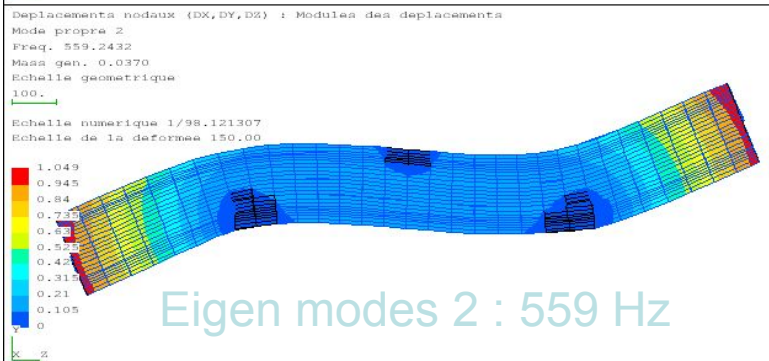 Deplacements nodaux (DX,DY,DZ) : Modules des deplacements
Mode propre 2
Freq. 559.2432
Mass gen. 0.0370
Echelle geometrique
100.
Echelle numerique 1/98.121307
Echelle de la deformee 150.00
1.049
0.945
0.84
0.735
0.63
0.525
0.42
0.315
0.21
0.105
0
Eigen modes 2 : 559 Hz
Y
X Z